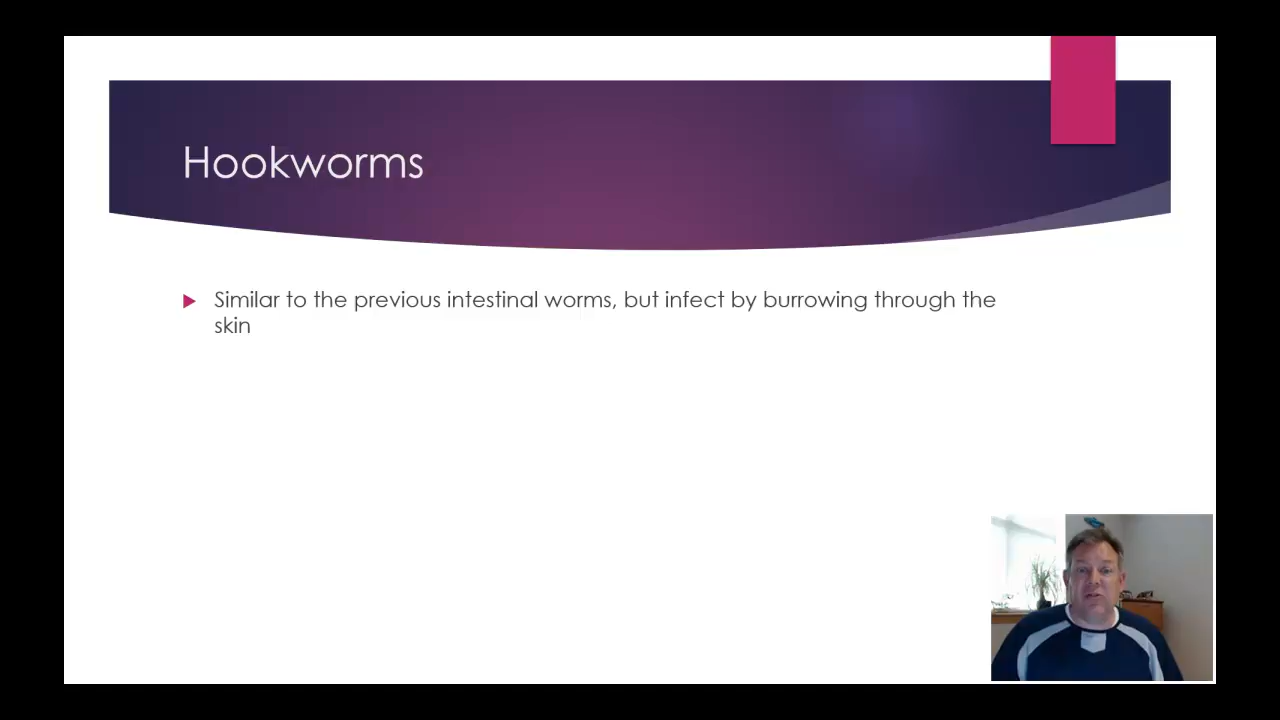 Hookworms
Similar to the previous intestinal worms, but infect by burrowing through the
skin